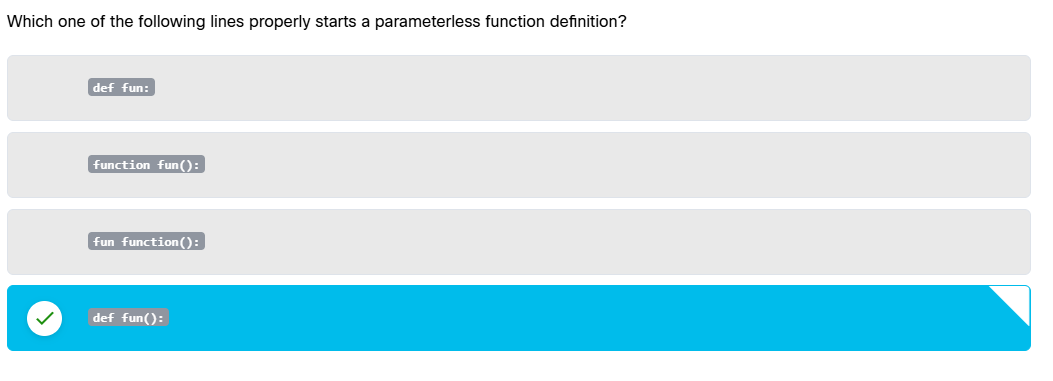 Which one of the following lines properly starts a parameterless function definition?
def fun:
function fun():
fun function():
def fun():